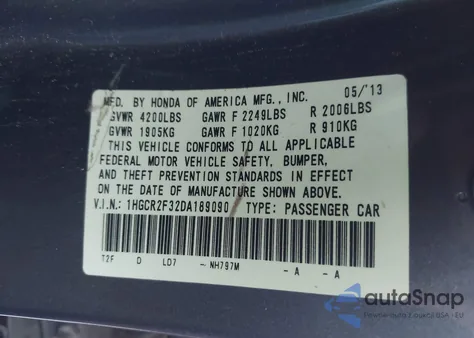 MFD. BY HONDA OF AMERICA MFG., INC. 05/'13
GVWR 4200LBS GAWR F 2249LBS R 2006LBS
GVWR 1905KG GAWR F 1020KG R 910KG
THIS VEHICLE CONFORMS TO ALL APPLICABLE
FEDERAL MOTOR VEHICLE SAFETY, BUMPER,
AND THEFT PREVENTION STANDARDS IN EFFECT
ON THE DATE OF MANUFACTURE SHOWN ABOVE.
V.I.N.: 1HGCR2F32DA189090 TYPE: PASSENGER CAR
T2F D LD7 - NH797M - A - A
autoSnap